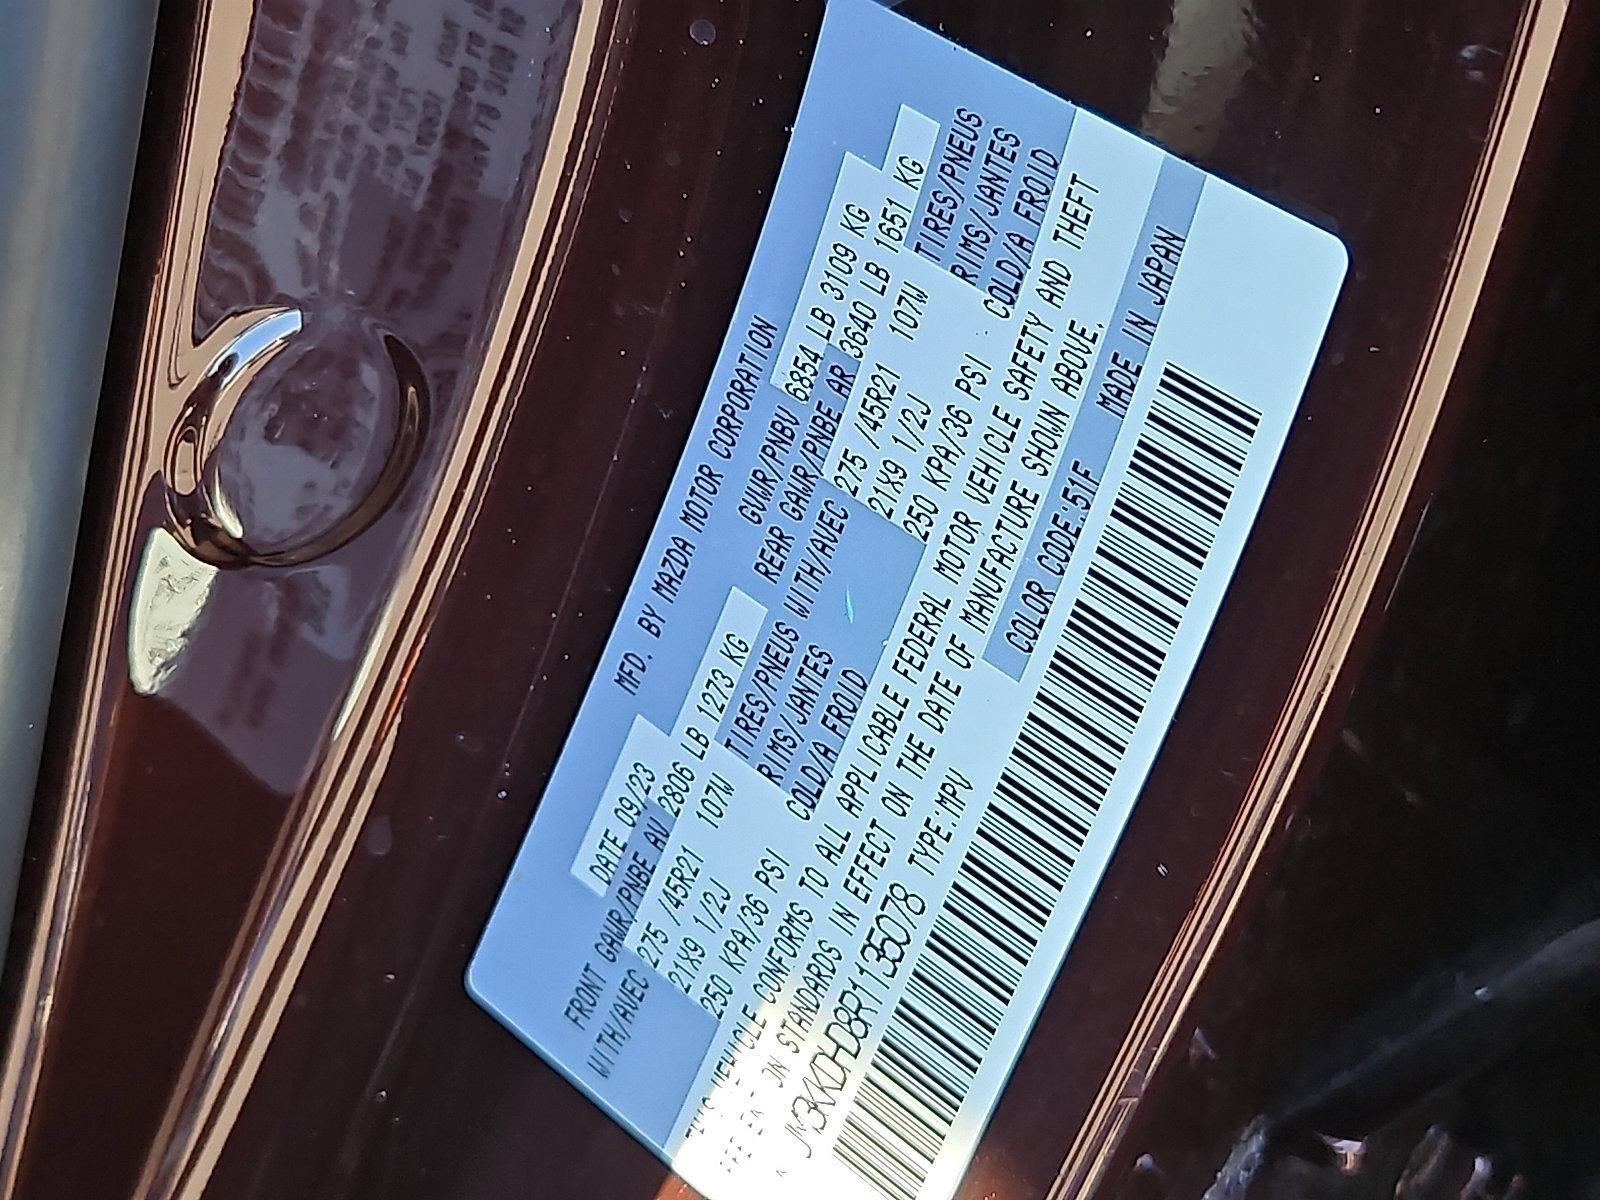 MFD. BY MAZDA MOTOR CORPORATION
DATE 09/23 GVWR/PNBV 6854 LB 3109 KG
FRONT GAWR/PNBE AV 2806 LB 1273 KG REAR GAWR/PNBE AR 3640 LB 1651 KG
WITH/AVEC 275 /45R21 107W TIRES/PNEUS WITH/AVEC 275 /45R21 107W TIRES/PNEUS
21X9 1/2J RIMS/JANTES 21X9 1/2J RIMS/JANTES
250 KPA/36 PSI COLD/A FROID 250 KPA/36 PSI COLD/A FROID
THIS VEHICLE CONFORMS TO ALL APPLICABLE FEDERAL MOTOR VEHICLE SAFETY AND THEFT
STANDARDS IN EFFECT ON THE DATE OF MANUFACTURE SHOWN ABOVE.
JM3KKDHD8R1135078 TYPE:MPV COLOR CODE:51F MADE IN JAPAN